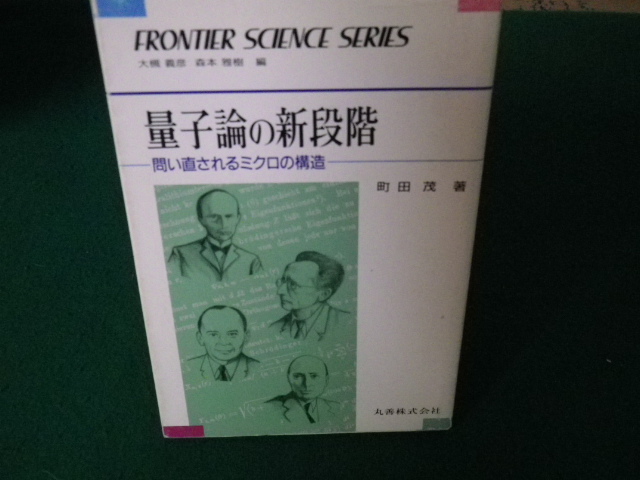 FRONTIER SCIENCE SERIES
大槻義彦 森本雅樹 編
量子論の新段階
問い直されるミクロの構造
町田 茂 著
丸善株式会社